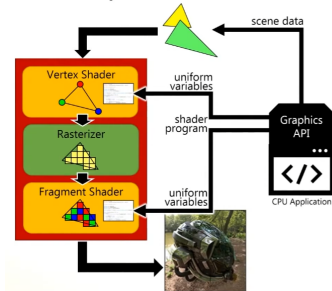 scene data
Vertex Shader
uniform
variables
shader
program
Graphics
API
Rasterizer
</>
CPU Application
Fragment Shader
uniform
variables